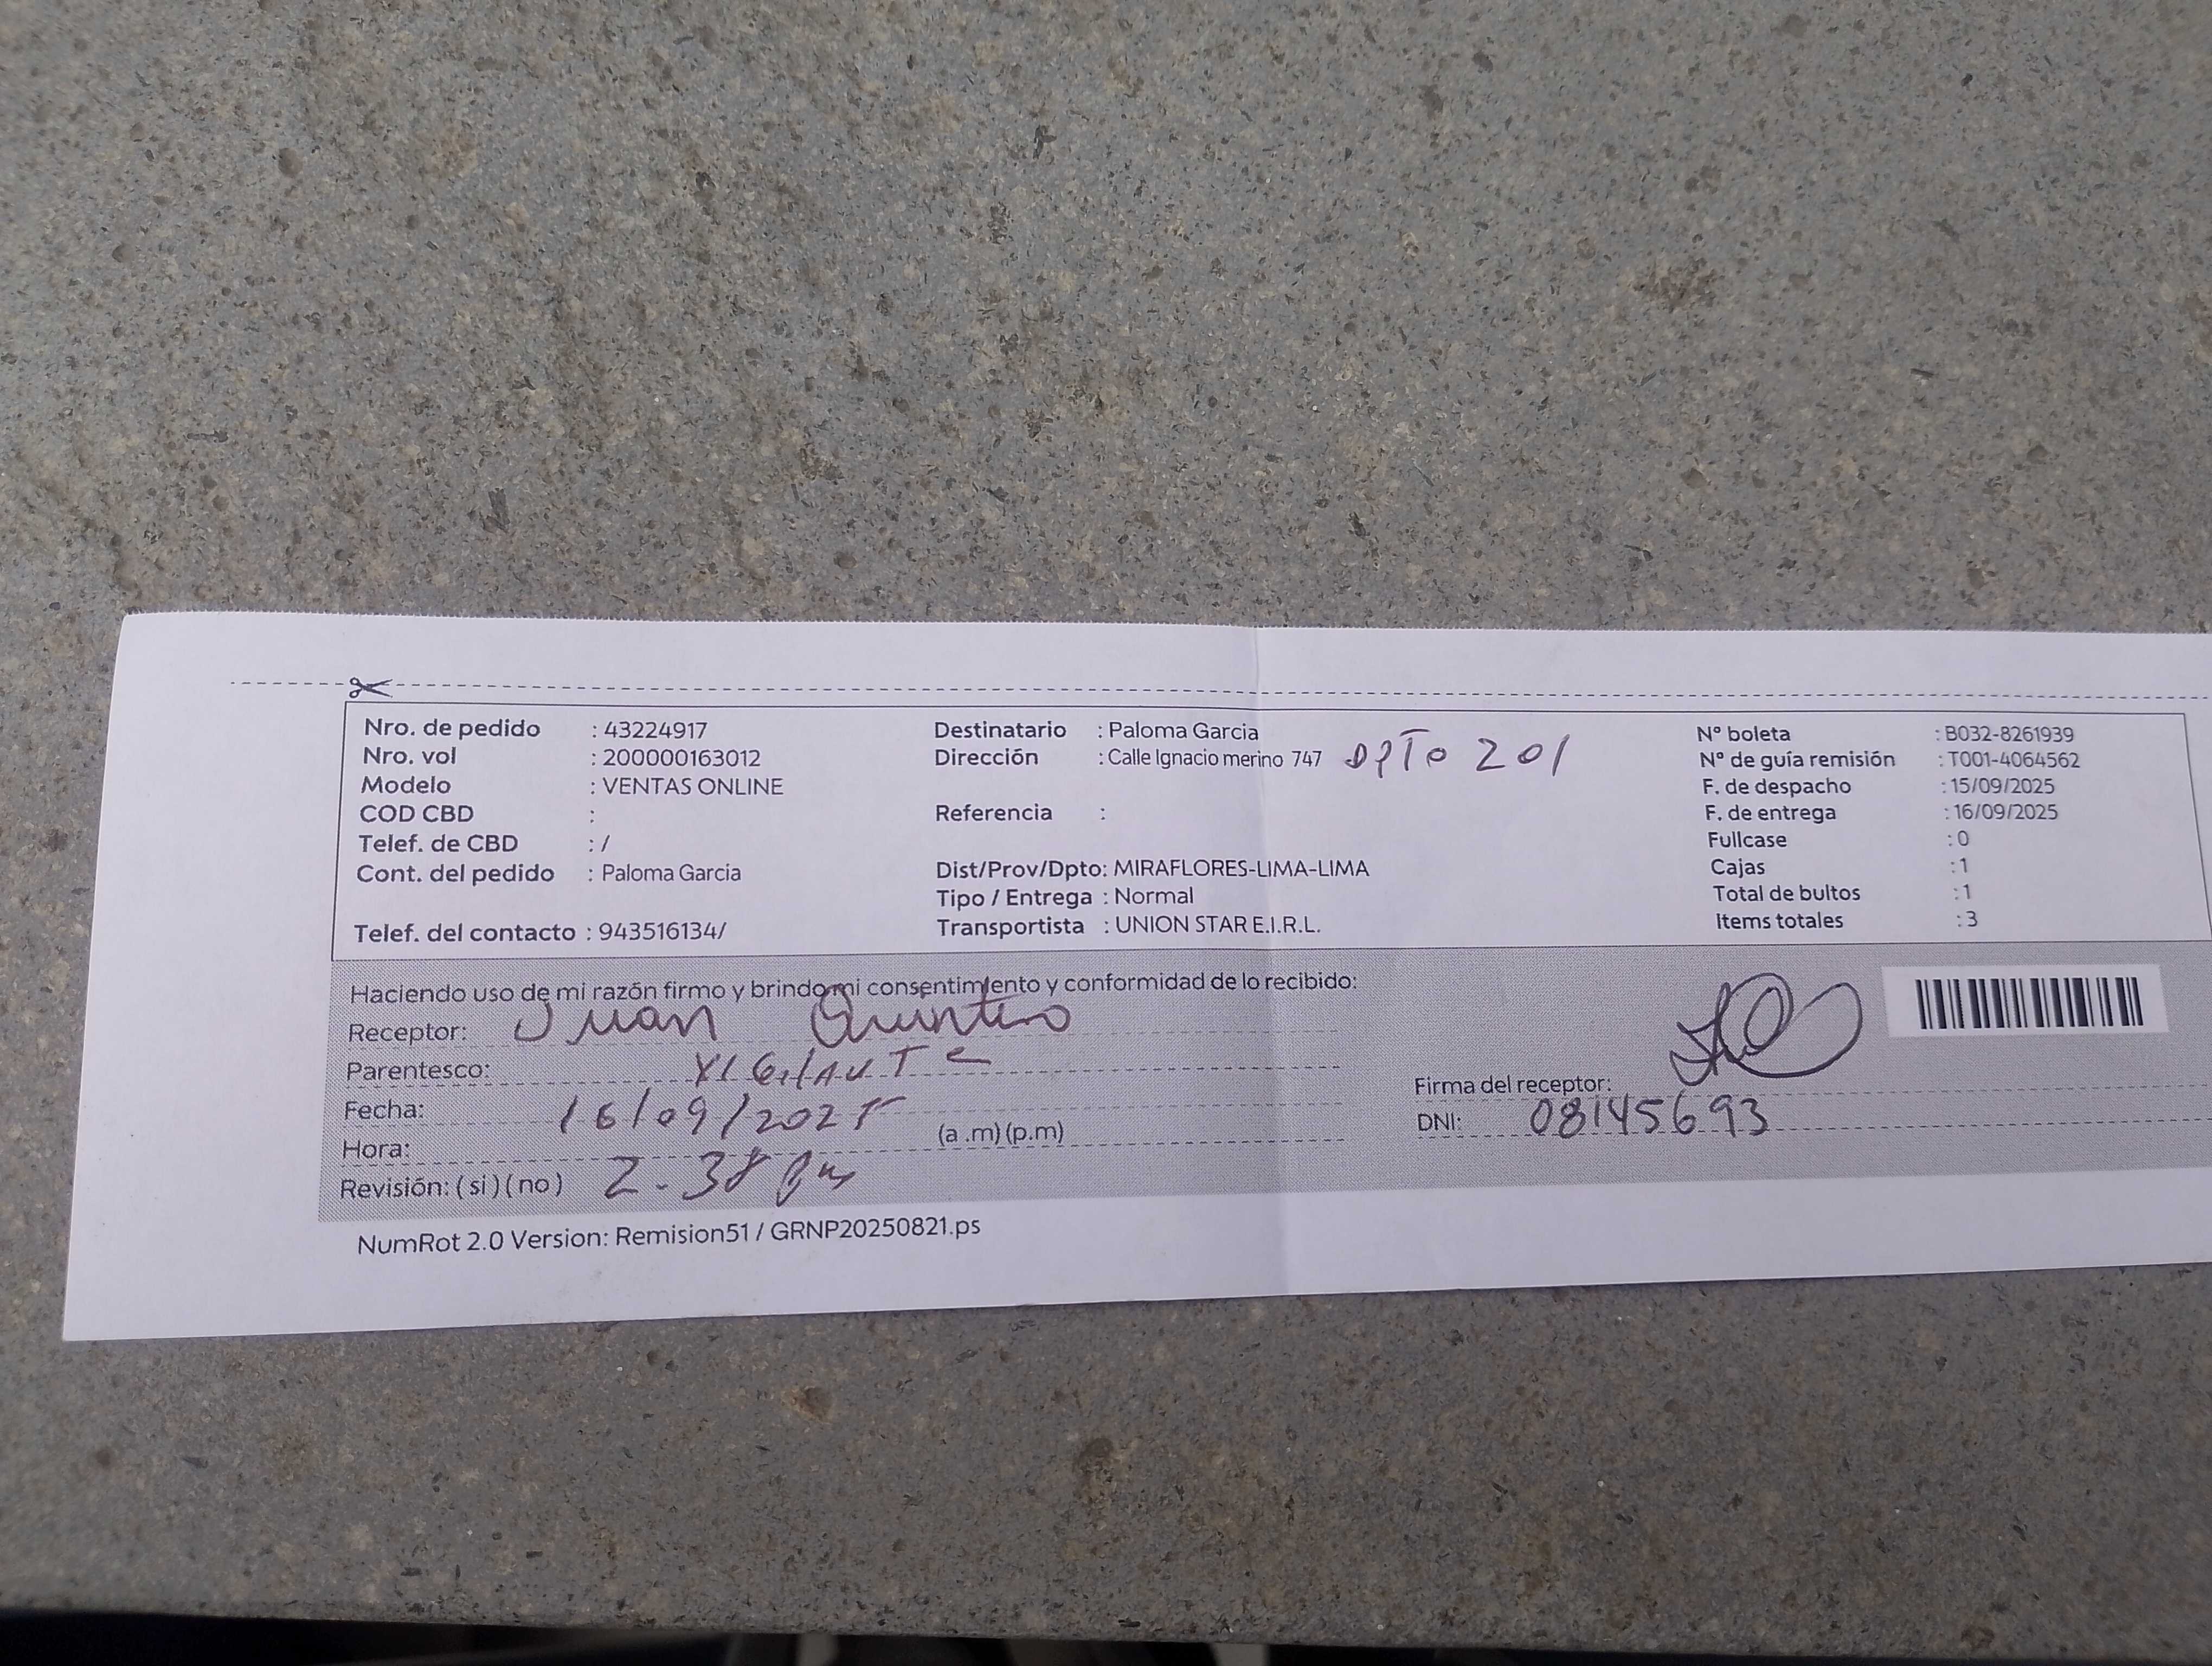 Nro. de pedido : 43224917
Nro. vol : 200000163012
Modelo : VENTAS ONLINE
COD CBD :
Telef. de CBD : /
Cont. del pedido : Paloma Garcia
Telef. del contacto : 943516134/
Destinatario : Paloma Garcia
Dirección : Calle Ignacio merino 747 DPTO 201
Referencia :
Dist/Prov/Dpto: MIRAFLORES-LIMA-LIMA
Tipo / Entrega : Normal
Transportista : UNION STAR E.I.R.L.
N° boleta : B032-8261939
N° de guía remisión : T001-4064562
F. de despacho : 15/09/2025
F. de entrega : 16/09/2025
Fullcase : 0
Cajas : 1
Total de bultos : 1
Items totales : 3
Haciendo uso de mi razón firmo y brindo mi consentimiento y conformidad de lo recibido:
Receptor: Juan Quintero
Parentesco: VIGILANTE
Fecha: 16/09/2025
Hora: (a .m) (p.m)
Revisión: ( si ) ( no ) 2-38 pm
Firma del receptor:
DNI: 08145693
NumRot 2.0 Version: Remision51 / GRNP20250821.ps